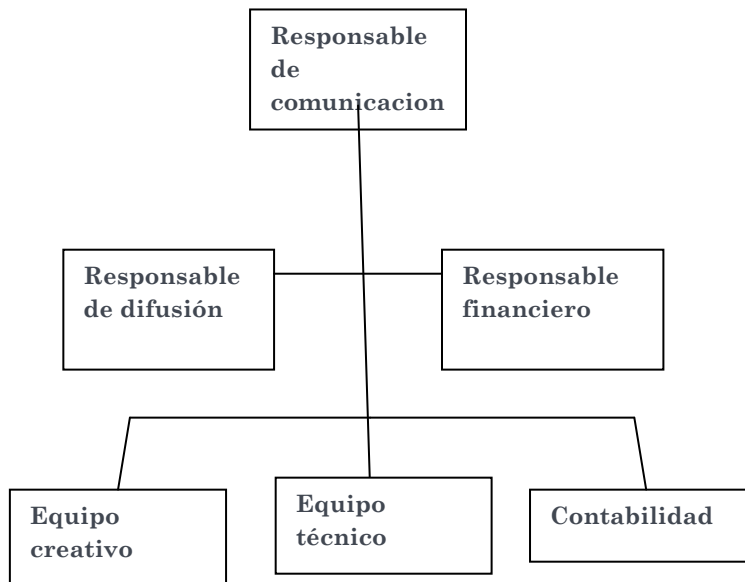 Responsable
de
comunicacion
Responsable
de difusión
Responsable
financiero
Equipo
creativo
Equipo
técnico
Contabilidad